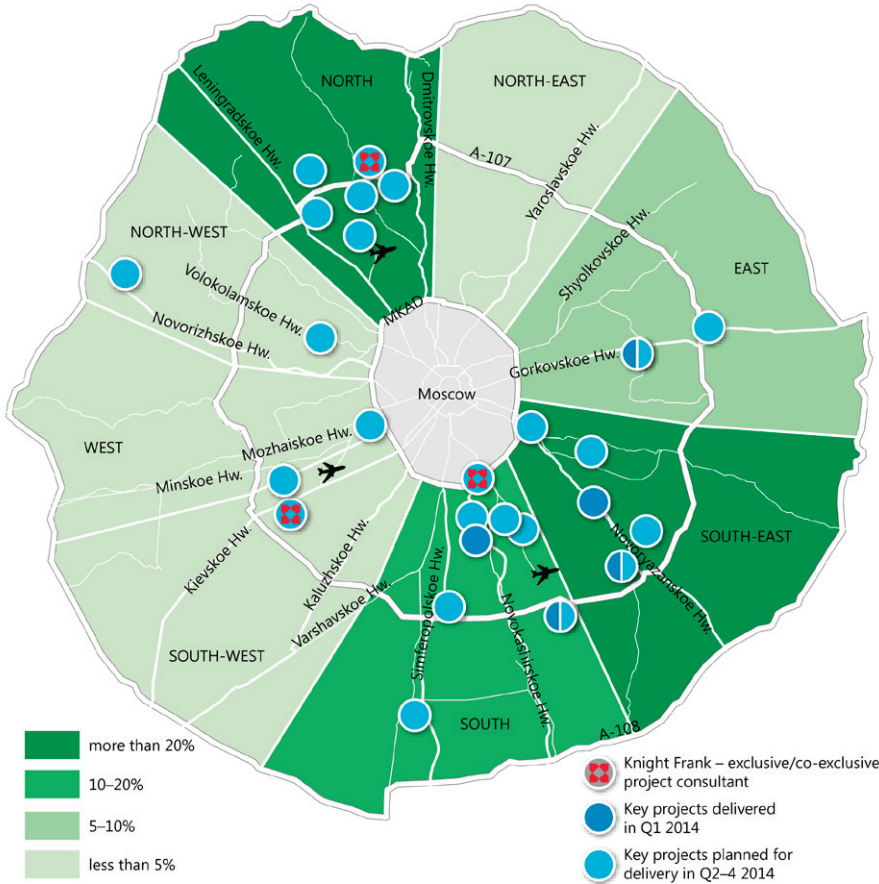 NORTH
NORTH-EAST
Leningradskoe Hw.
Dmitrovskoe Hw.
A-107
Yaroslavskoe Hw.
NORTH-WEST
Shyolkovskoe Hw.
EAST
Volokolamskoe Hw.
MKAD
Novorizhskoe Hw.
Gorkovskoe Hw.
Moscow
WEST
Mozhaiskoe Hw.
Minskoe Hw.
SOUTH-EAST
Kievskoe Hw.
Kaluzhskoe Hw.
Nokoryazanskoe Hw.
Varshavskoe Hw.
Simferopolskoe Hw.
Novokashirskoe Hw.
SOUTH-WEST
SOUTH
A-108
more than 20%
10–20%
5–10%
less than 5%
Knight Frank – exclusive/co-exclusive
project consultant
Key projects delivered
in Q1 2014
Key projects planned for
delivery in Q2–4 2014